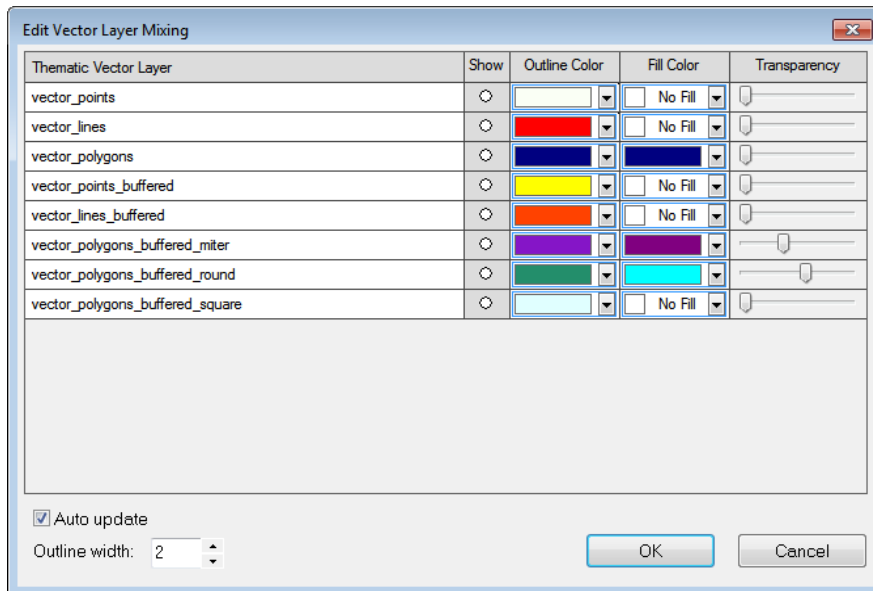 Edit Vector Layer Mixing
Thematic Vector Layer Show Outline Color Fill Color Transparency
vector_points No Fill
vector_lines No Fill
vector_polygons
vector_points_buffered No Fill
vector_lines_buffered No Fill
vector_polygons_buffered_miter
vector_polygons_buffered_round
vector_polygons_buffered_square No Fill
Auto update
Outline width: 2 OK Cancel